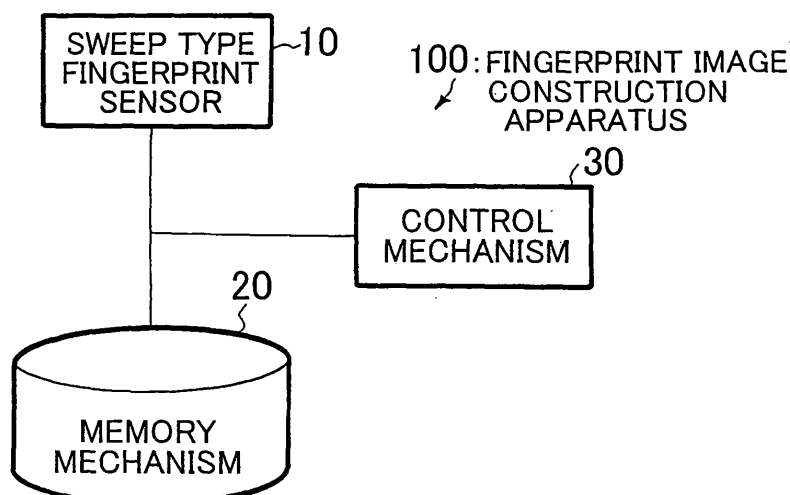 SWEEP TYPE
FINGERPRINT
SENSOR
10
100: FINGERPRINT IMAGE
CONSTRUCTION
APPARATUS
30
CONTROL
MECHANISM
20
MEMORY
MECHANISM